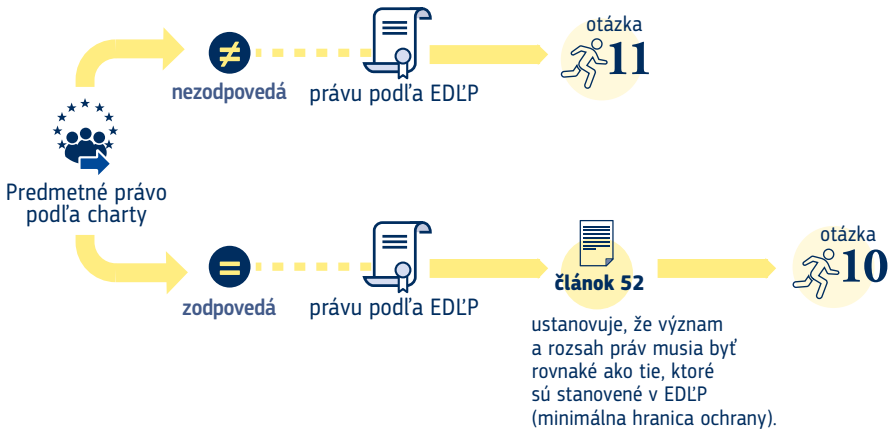 Predmetné právo
podľa charty
≠
nezodpovedá
právu podľa EDĽP
otázka
11
=
zodpovedá
právu podľa EDĽP
článok 52
ustanovuje, že význam
a rozsah práv musia byť
rovnaké ako tie, ktoré
sú stanovené v EDĽP
(minimálna hranica ochrany).
otázka
10